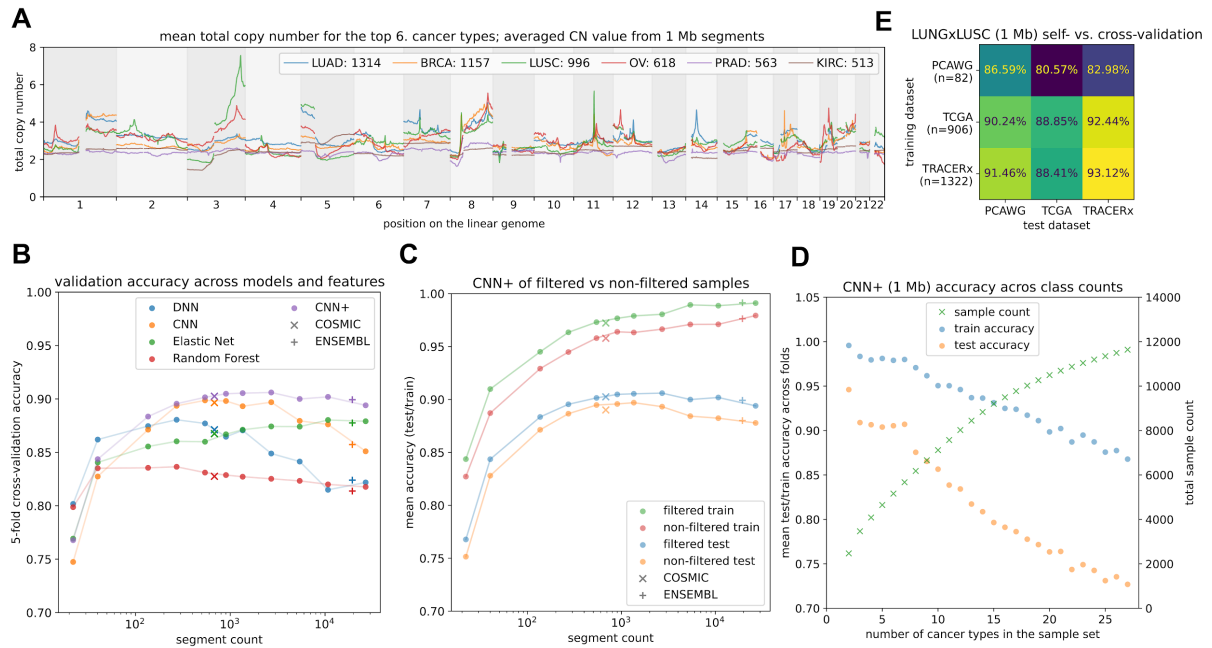 A
mean total copy number for the top 6. cancer types; averaged CN value from 1 Mb segments
8
6
4
2
0
total copy number
LUAD: 1314
BRCA: 1157
LUSC: 996
OV: 618
PRAD: 563
KIRC: 513
1 2 3 4 5 6 7 8 9 10 11 12 13 14 15 16 17 18 19 20 21 22
position on the linear genome
E
LUNGxLUSC (1 Mb) self- vs. cross-validation
training dataset
PCAWG
(n=82)
86.59% 80.57% 82.98%
TCGA
(n=906)
90.24% 88.85% 92.44%
TRACERx
(n=1322)
91.46% 88.41% 93.12%
PCAWG TCGA TRACERx
test dataset
B
validation accuracy across models and features
1.00
0.95
0.90
0.85
0.80
0.75
0.70
5-fold cross-validation accuracy
DNN
CNN
Elastic Net
Random Forest
CNN+
COSMIC
ENSEMBL
10² 10³ 10⁴
segment count
C
CNN+ of filtered vs non-filtered samples
1.00
0.95
0.90
0.85
0.80
0.75
0.70
mean accuracy (test/train)
filtered train
non-filtered train
filtered test
non-filtered test
COSMIC
ENSEMBL
10² 10³ 10⁴
segment count
D
CNN+ (1 Mb) accuracy acros class counts
1.05
1.00
0.95
0.90
0.85
0.80
0.75
0.70
mean test/train accuracy across folds
sample count
train accuracy
test accuracy
14000
12000
10000
8000
6000
4000
2000
0
total sample count
0 5 10 15 20 25
number of cancer types in the sample set